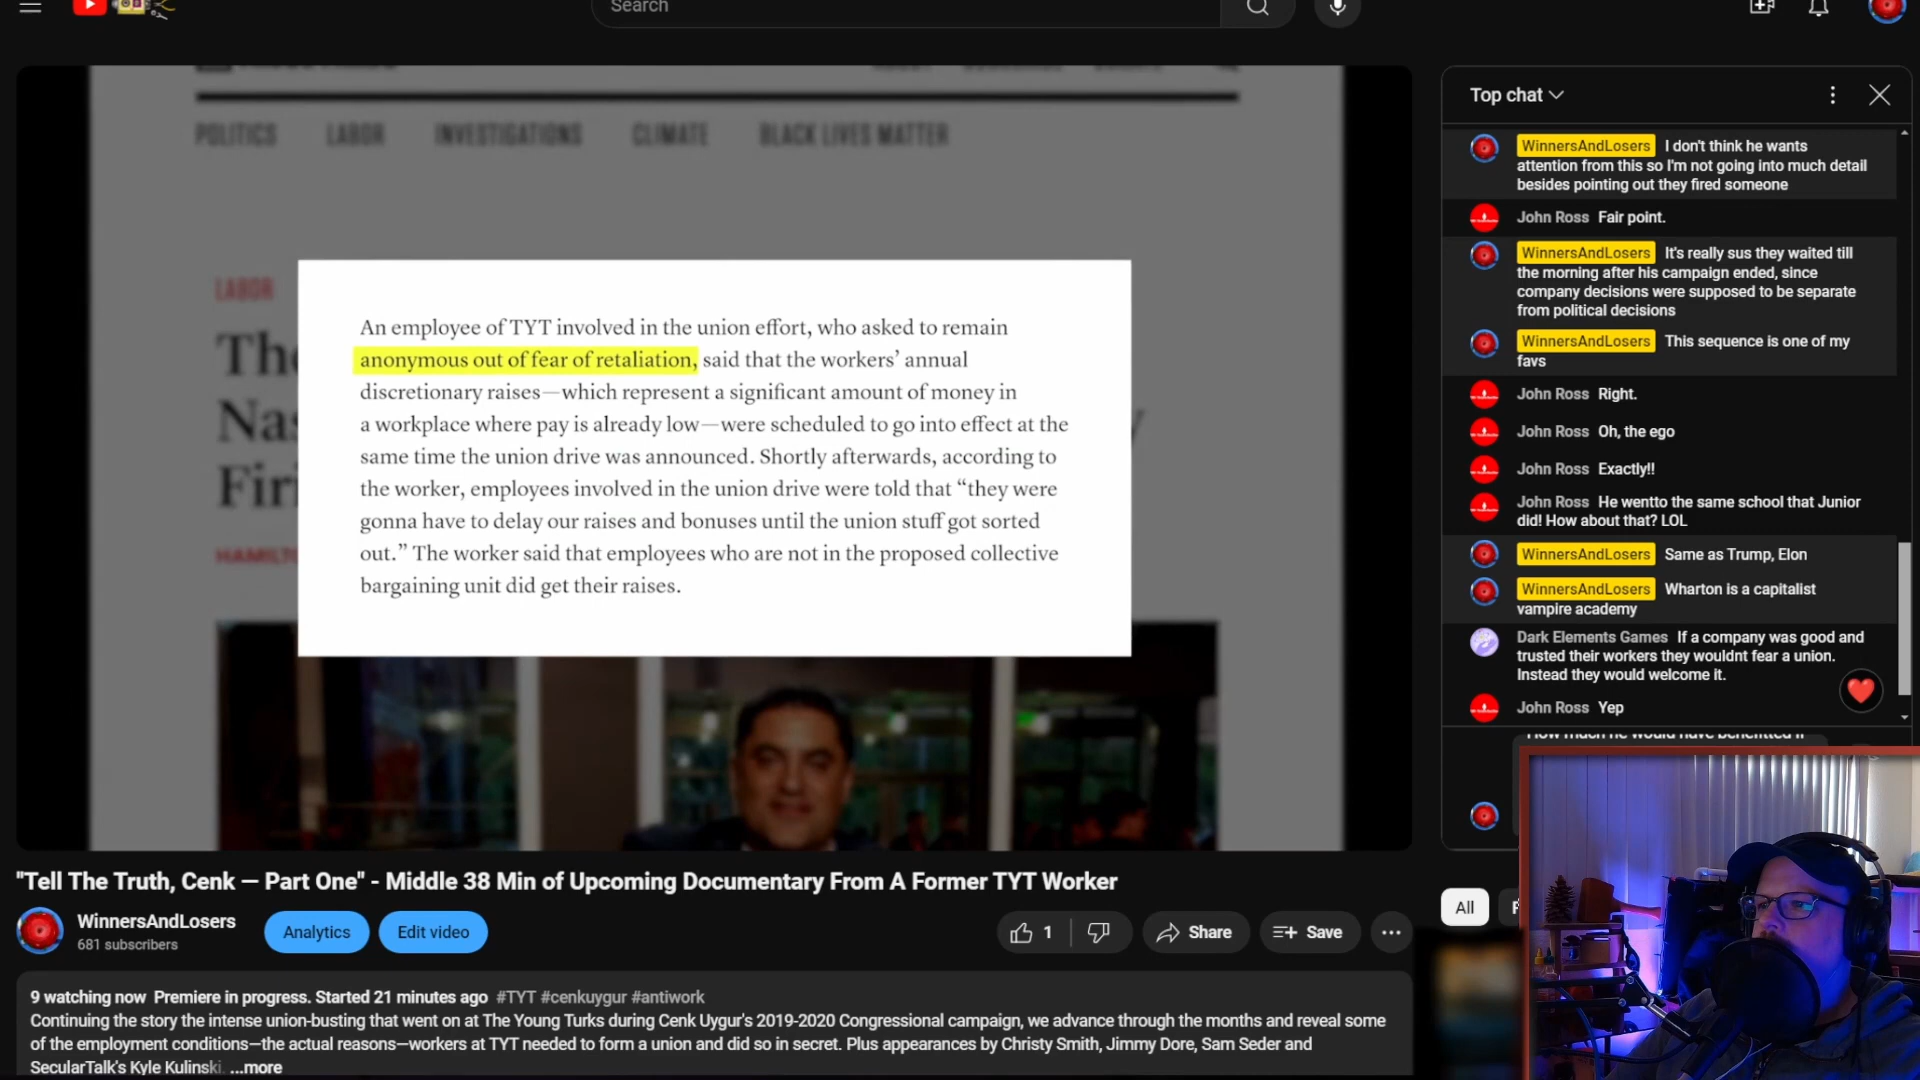 Search
POLITICS LABOR INVESTIGATIONS CLIMATE BLACK LIVES MATTER
LABOR
An employee of TYT involved in the union effort, who asked to remain
anonymous out of fear of retaliation, said that the workers’ annual
discretionary raises—which represent a significant amount of money in
a workplace where pay is already low—were scheduled to go into effect at the
same time the union drive was announced. Shortly afterwards, according to
the worker, employees involved in the union drive were told that “they were
gonna have to delay our raises and bonuses until the union stuff got sorted
out.” The worker said that employees who are not in the proposed collective
bargaining unit did get their raises.
"Tell The Truth, Cenk — Part One" - Middle 38 Min of Upcoming Documentary From A Former TYT Worker
WinnersAndLosers
681 subscribers
Analytics
Edit video
1
Share
Save
9 watching now Premiere in progress. Started 21 minutes ago #TYT #cenkuygur #antiwork
Continuing the story the intense union-busting that went on at The Young Turks during Cenk Uygur's 2019-2020 Congressional campaign, we advance through the months and reveal some
of the employment conditions—the actual reasons—workers at TYT needed to form a union and did so in secret. Plus appearances by Christy Smith, Jimmy Dore, Sam Seder and
SecularTalk's Kyle Kulinski. ...more
Top chat
WinnersAndLosers I don't think he wants
attention from this so I'm not going into much detail
besides pointing out they fired someone
John Ross Fair point.
WinnersAndLosers It's really sus they waited till
the morning after his campaign ended, since
company decisions were supposed to be separate
from political decisions
WinnersAndLosers This sequence is one of my
favs
John Ross Right.
John Ross Oh, the ego
John Ross Exactly!!
John Ross He wentto the same school that Junior
did! How about that? LOL
WinnersAndLosers Same as Trump, Elon
WinnersAndLosers Wharton is a capitalist
vampire academy
Dark Elements Games If a company was good and
trusted their workers they wouldnt fear a union.
Instead they would welcome it.
John Ross Yep
All